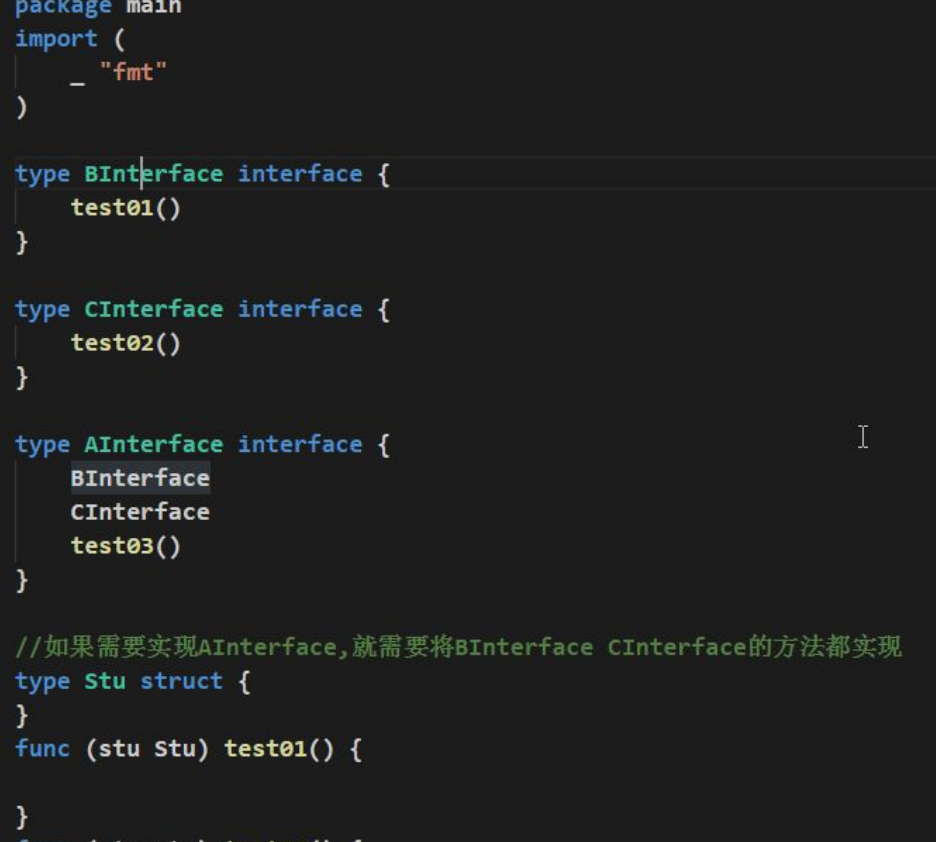 package main
import (
    _ "fmt"
)
type BInterface interface {
    test01()
}
type CInterface interface {
    test02()
}
type AInterface interface {
    BInterface
    CInterface
    test03()
}
//如果需要实现AInterface,就需要将BInterface CInterface的方法都实现
type Stu struct {
}
func (stu Stu) test01() {
}